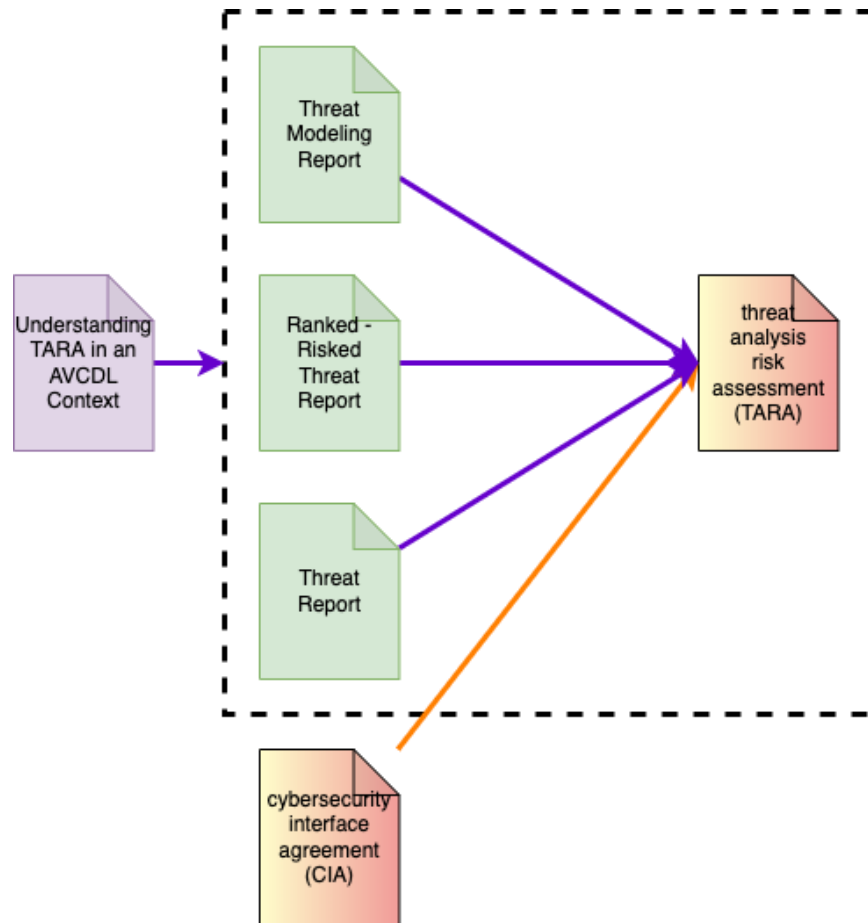 Threat
Modeling
Report
Understanding
TARA in an
AVCDL
Context
Ranked -
Risked
Threat
Report
threat
analysis
risk
assessment
(TARA)
Threat
Report
cybersecurity
interface
agreement
(CIA)